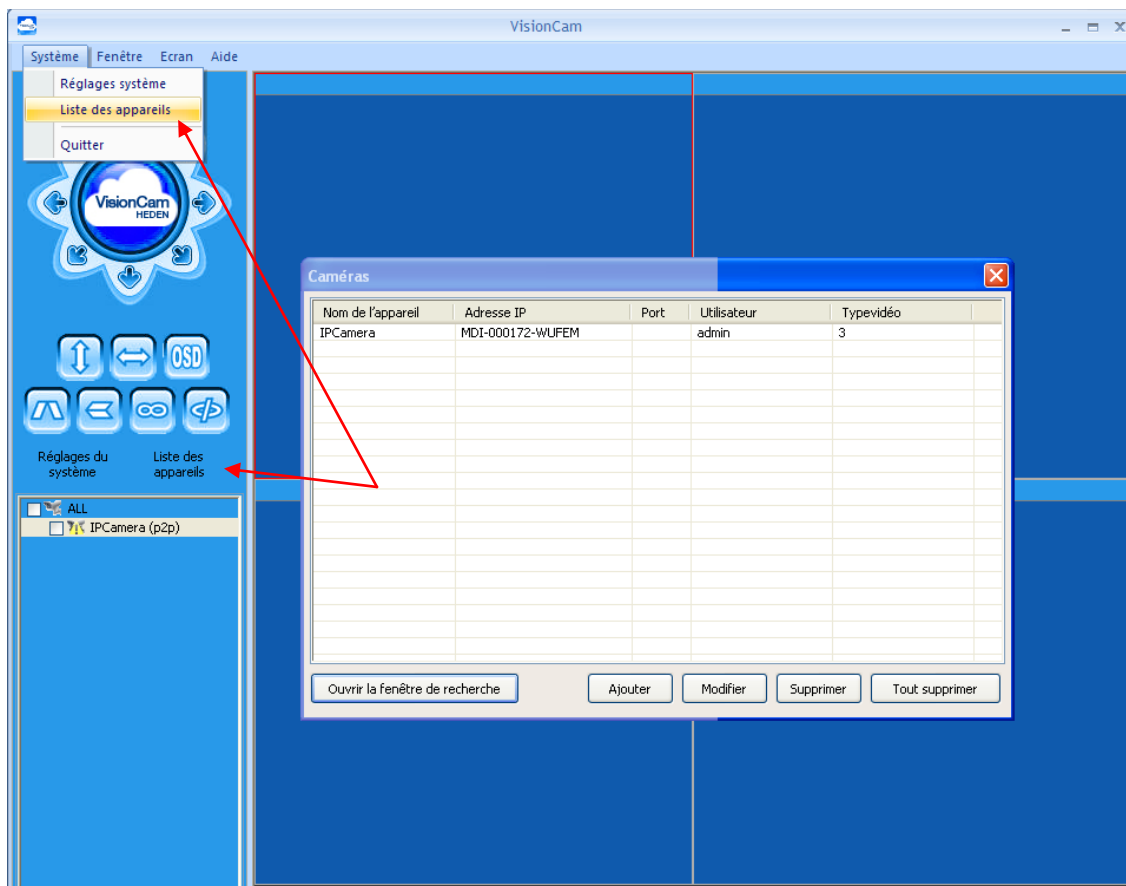 VisionCam
Système Fenêtre Ecran Aide
Réglages système
Liste des appareils
Quitter
VisionCam
HEDEN
OSD
Réglages du système
Liste des appareils
ALL
IPCamera (p2p)
Caméras
Nom de l'appareil Adresse IP Port Utilisateur Typevidéo
IPCamera MDI-000172-WUFEM admin 3
Ouvrir la fenêtre de recherche Ajouter Modifier Supprimer Tout supprimer